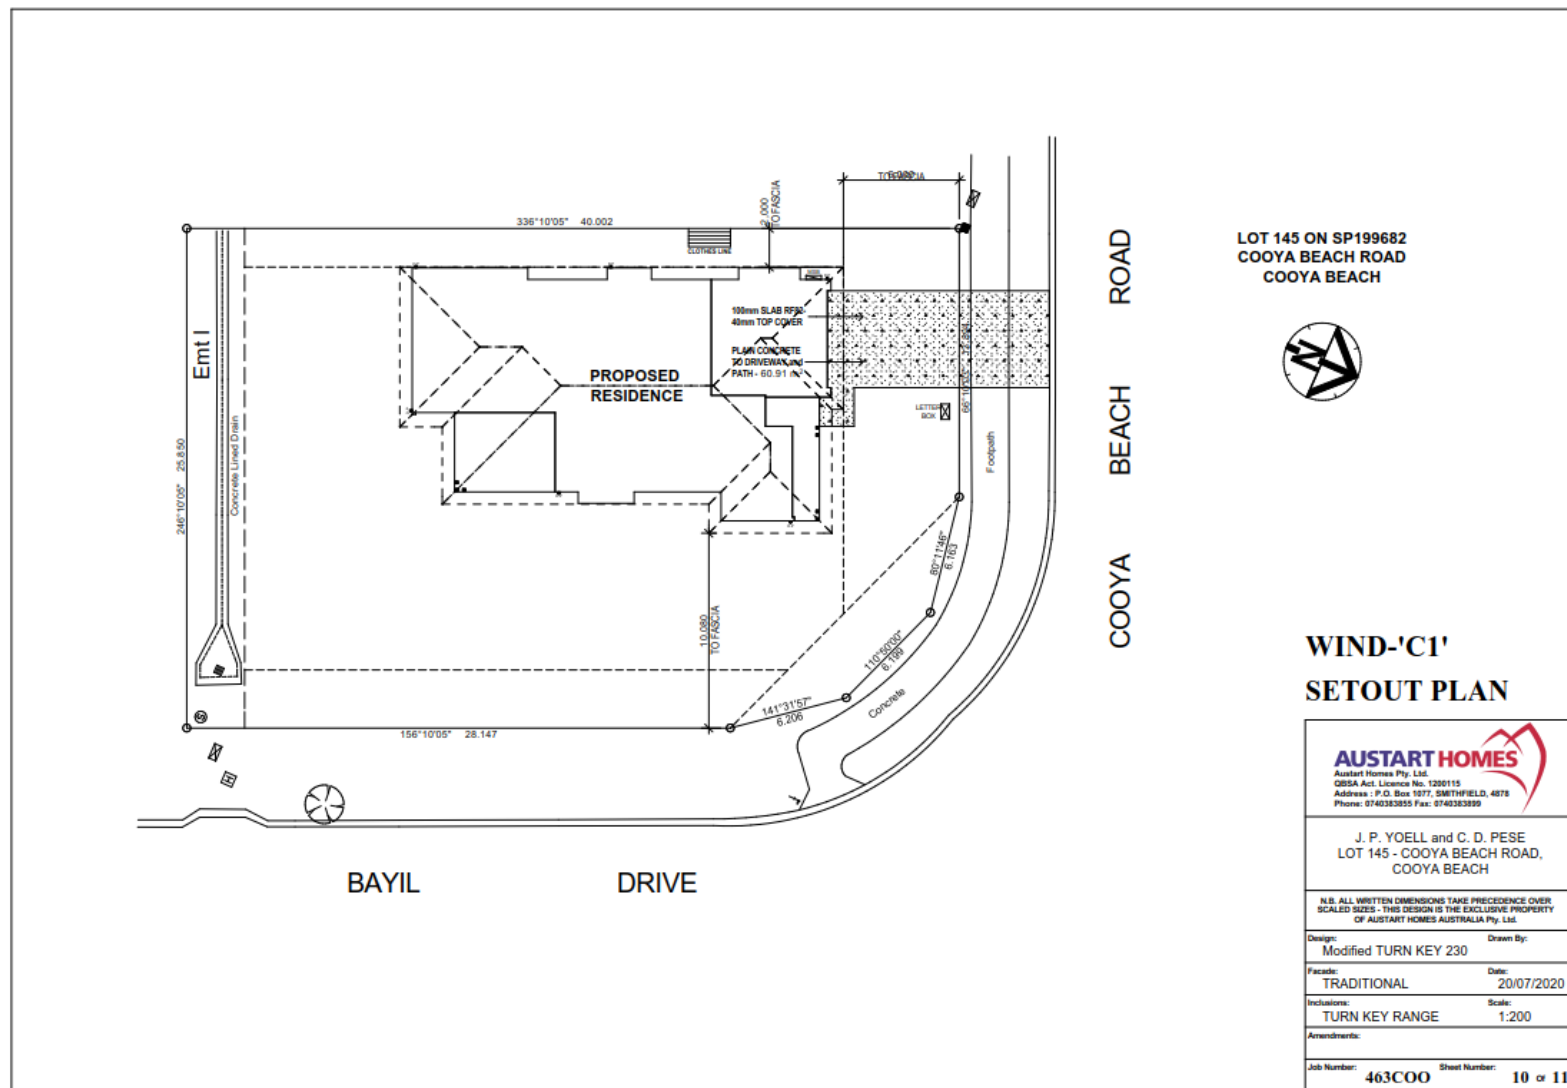 6.000
TO FASCIA
2.000
TO FASCIA
336°10'05" 40.002
CLOTHES LINE
ROAD
BEACH
COOYA
LOT 145 ON SP199682
COOYA BEACH ROAD
COOYA BEACH
N
100mm SLAB RF82-
40mm TOP COVER
PLAIN CONCRETE
TO DRIVEWAY and
PATH - 60.91 m²
PROPOSED
RESIDENCE
Emt I
Concrete Lined Drain
246°10'05" 25.850
LETTER
BOX
Footpath
80°11'46"
6.163
110°50'00"
6.199
141°31'57"
6.206
Concrete
10.080
TO FASCIA
S
156°10'05" 28.147
H
BAYIL DRIVE
WIND-'C1'
SETOUT PLAN
AUSTART HOMES
Austart Homes Pty. Ltd.
QBSA Act. Licence No. 1200115
Address : P.O. Box 1077, SMITHFIELD, 4878
Phone: 0740383855 Fax: 0740383899
J. P. YOELL and C. D. PESE
LOT 145 - COOYA BEACH ROAD,
COOYA BEACH
N.B. ALL WRITTEN DIMENSIONS TAKE PRECEDENCE OVER
SCALED SIZES - THIS DESIGN IS THE EXCLUSIVE PROPERTY
OF AUSTART HOMES AUSTRALIA Pty. Ltd.
Design: Drawn By:
Modified TURN KEY 230
Facade: Date:
TRADITIONAL 20/07/2020
Inclusions: Scale:
TURN KEY RANGE 1:200
Amendments:
Job Number: 463COO Sheet Number: 10 of 11